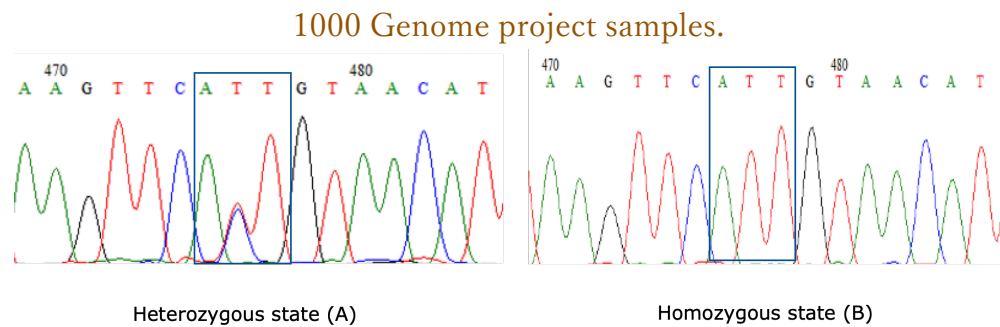 1000 Genome project samples.
470 480
A A G T T C A T T G T A A C A T
470 480
A A G T T C A T T G T A A C A T
Heterozygous state (A)
Homozygous state (B)